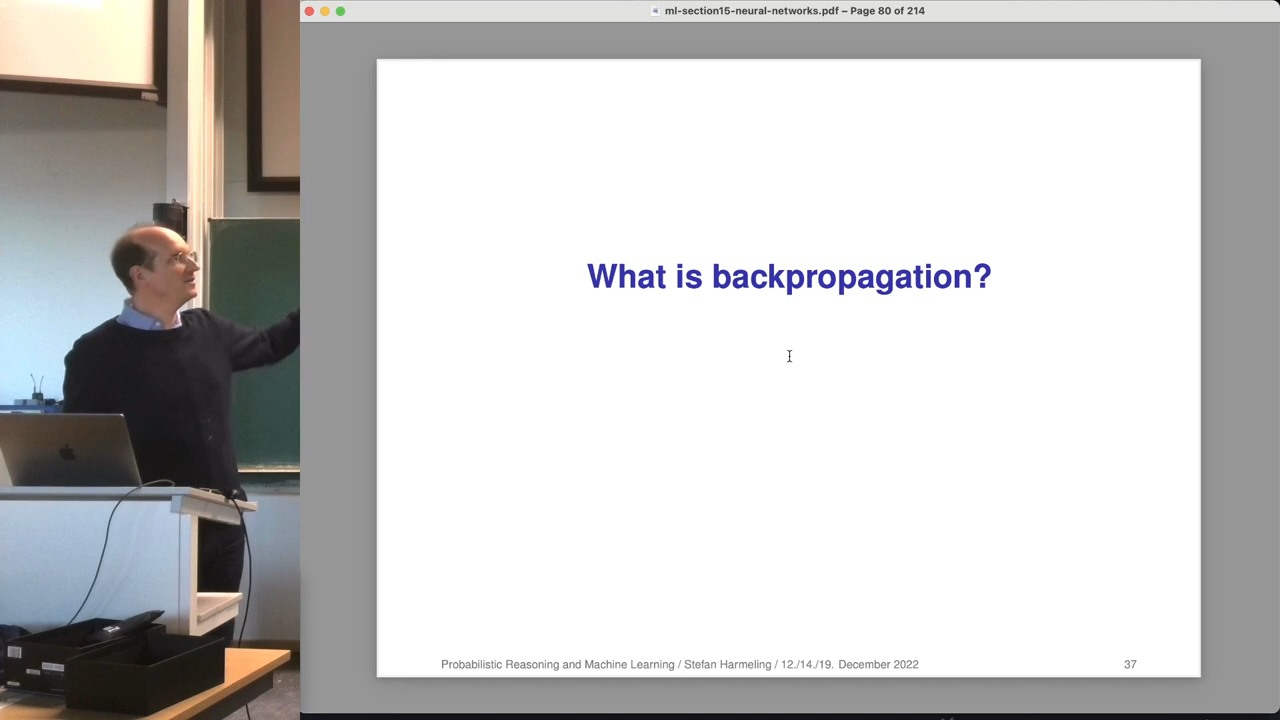 ml-section15-neural-networks.pdf – Page 80 of 214
What is backpropagation?
Probabilistic Reasoning and Machine Learning / Stefan Harmeling / 12./14./19. December 2022
37